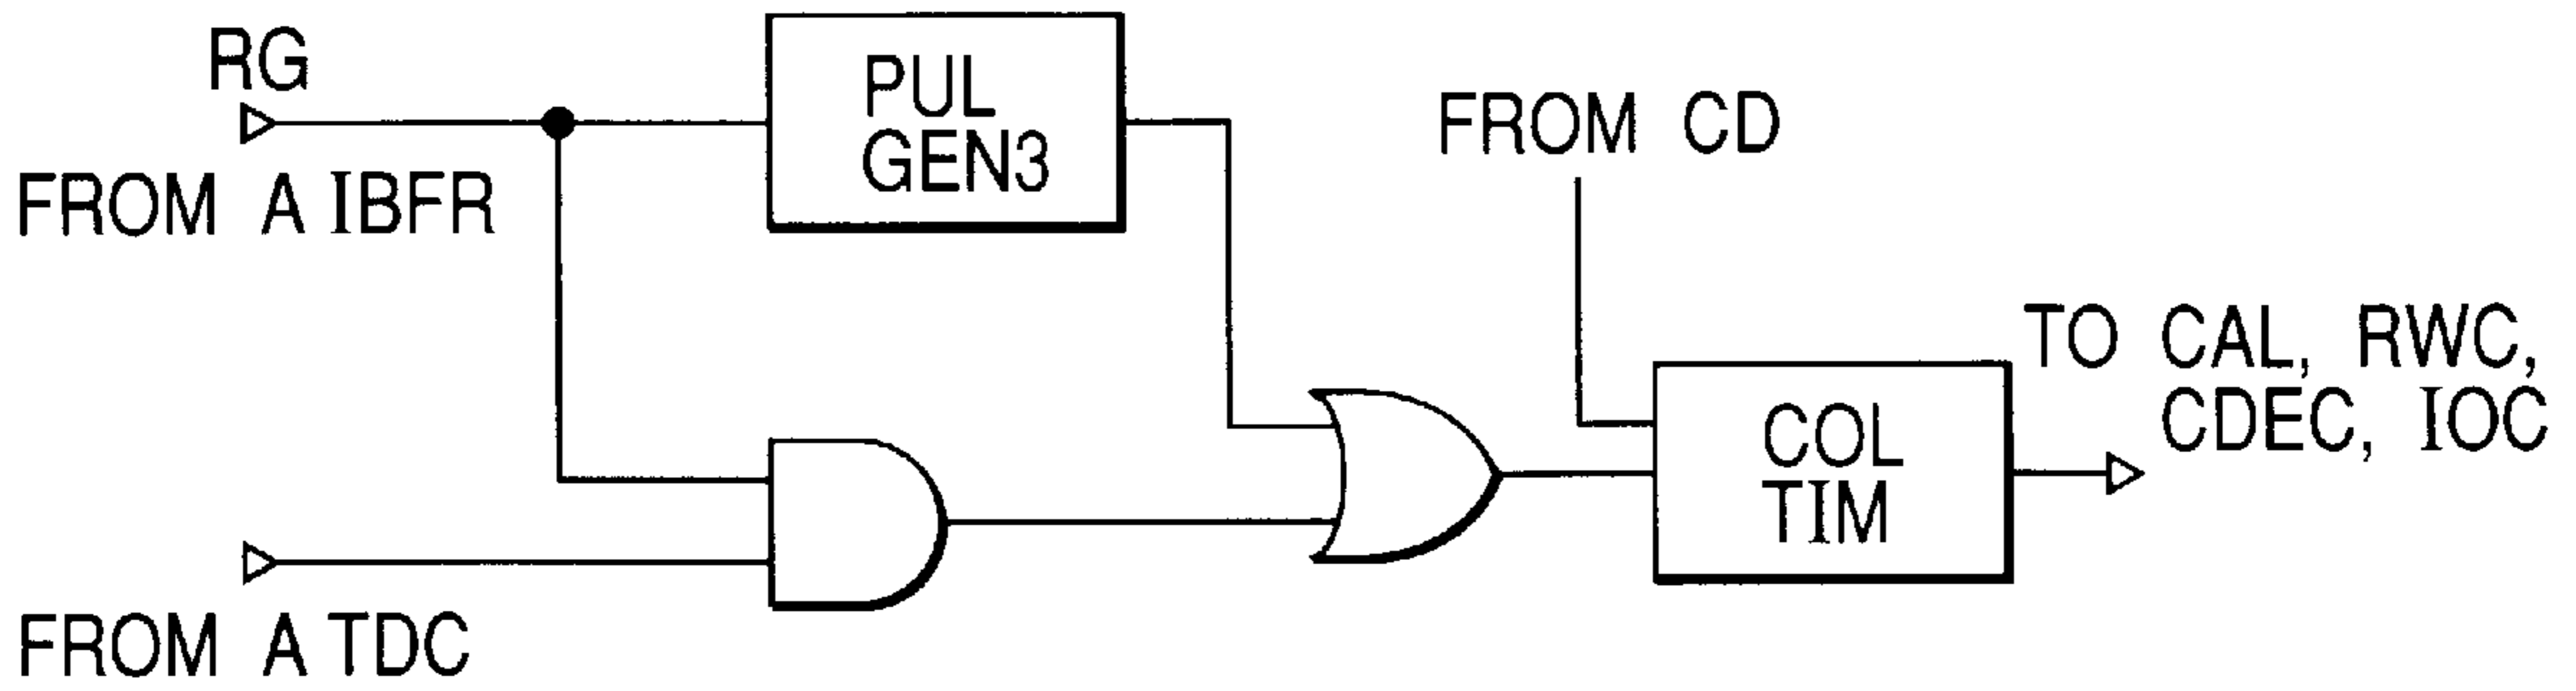 RG
FROM A IBFR
PUL
GEN3
FROM CD
TO CAL, RWC,
CDEC, IOC
COL
TIM
FROM A TDC